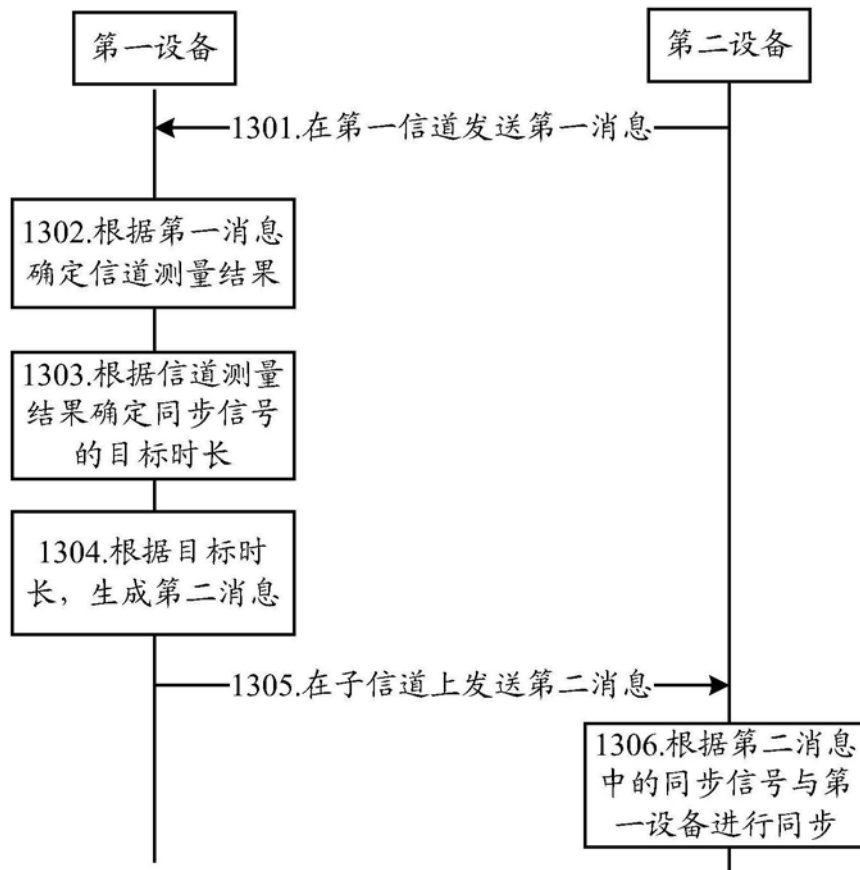 第一设备
第二设备
1301.在第一信道发送第一消息
1302.根据第一消息
确定信道测量结果
1303.根据信道测量
结果确定同步信号
的目标时长
1304.根据目标时
长，生成第二消息
1305.在子信道上发送第二消息
1306.根据第二消息
中的同步信号与第
一设备进行同步